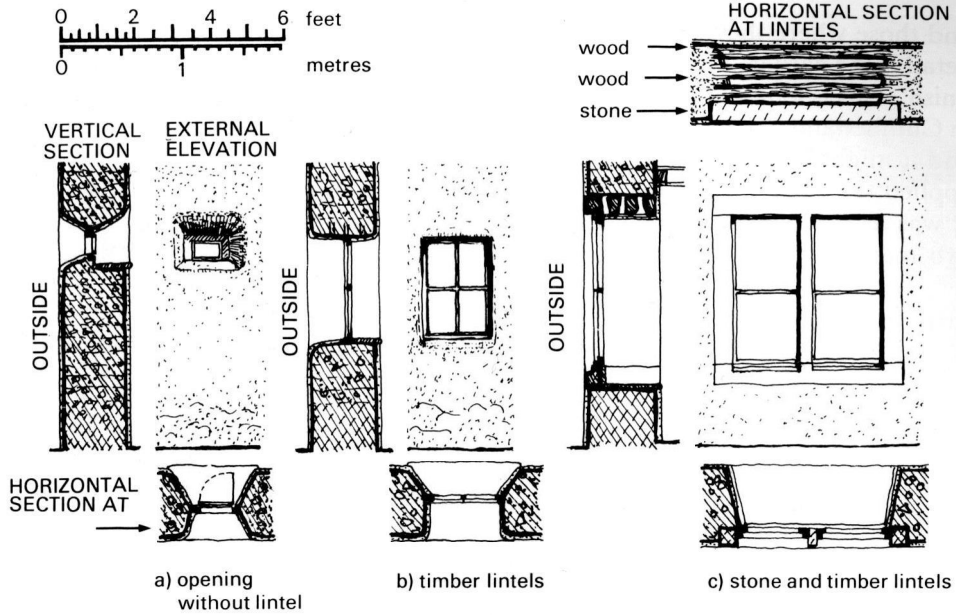 0 2 4 6 feet
0 1 metres
HORIZONTAL SECTION
AT LINTELS
wood
wood
stone
VERTICAL
SECTION
EXTERNAL
ELEVATION
OUTSIDE
OUTSIDE
OUTSIDE
HORIZONTAL
SECTION AT
a) opening
without lintel
b) timber lintels
c) stone and timber lintels